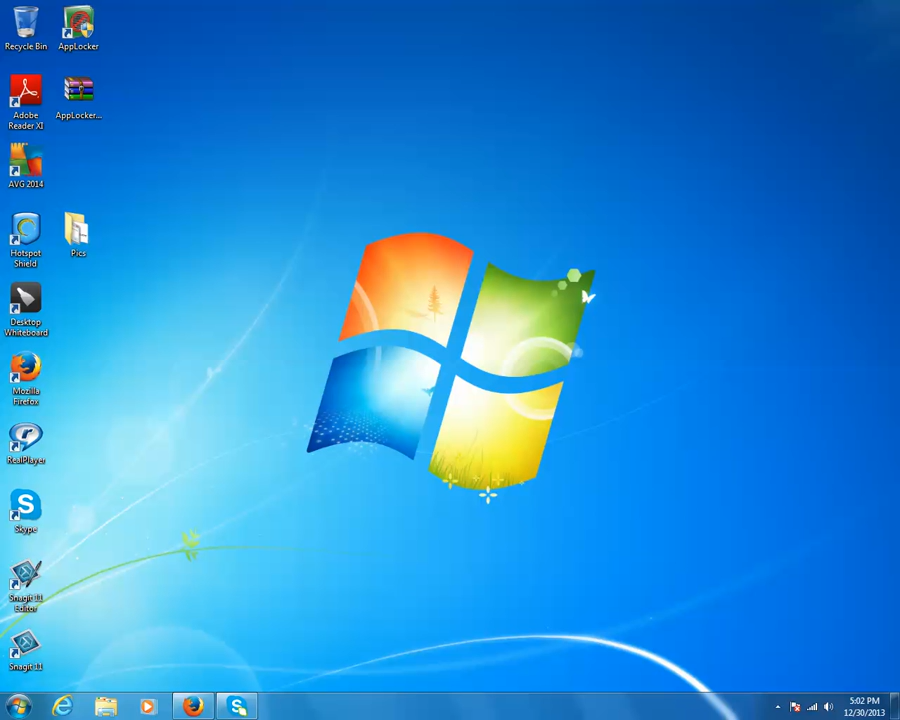 Recycle Bin
AppLocker
Adobe
Reader XI
AppLocker...
AVG 2014
Hotspot
Shield
Pics
Desktop
Whiteboard
Mozilla
Firefox
RealPlayer
Skype
Snagit 11
Editor
Snagit 11
5:02 PM
12/30/2013